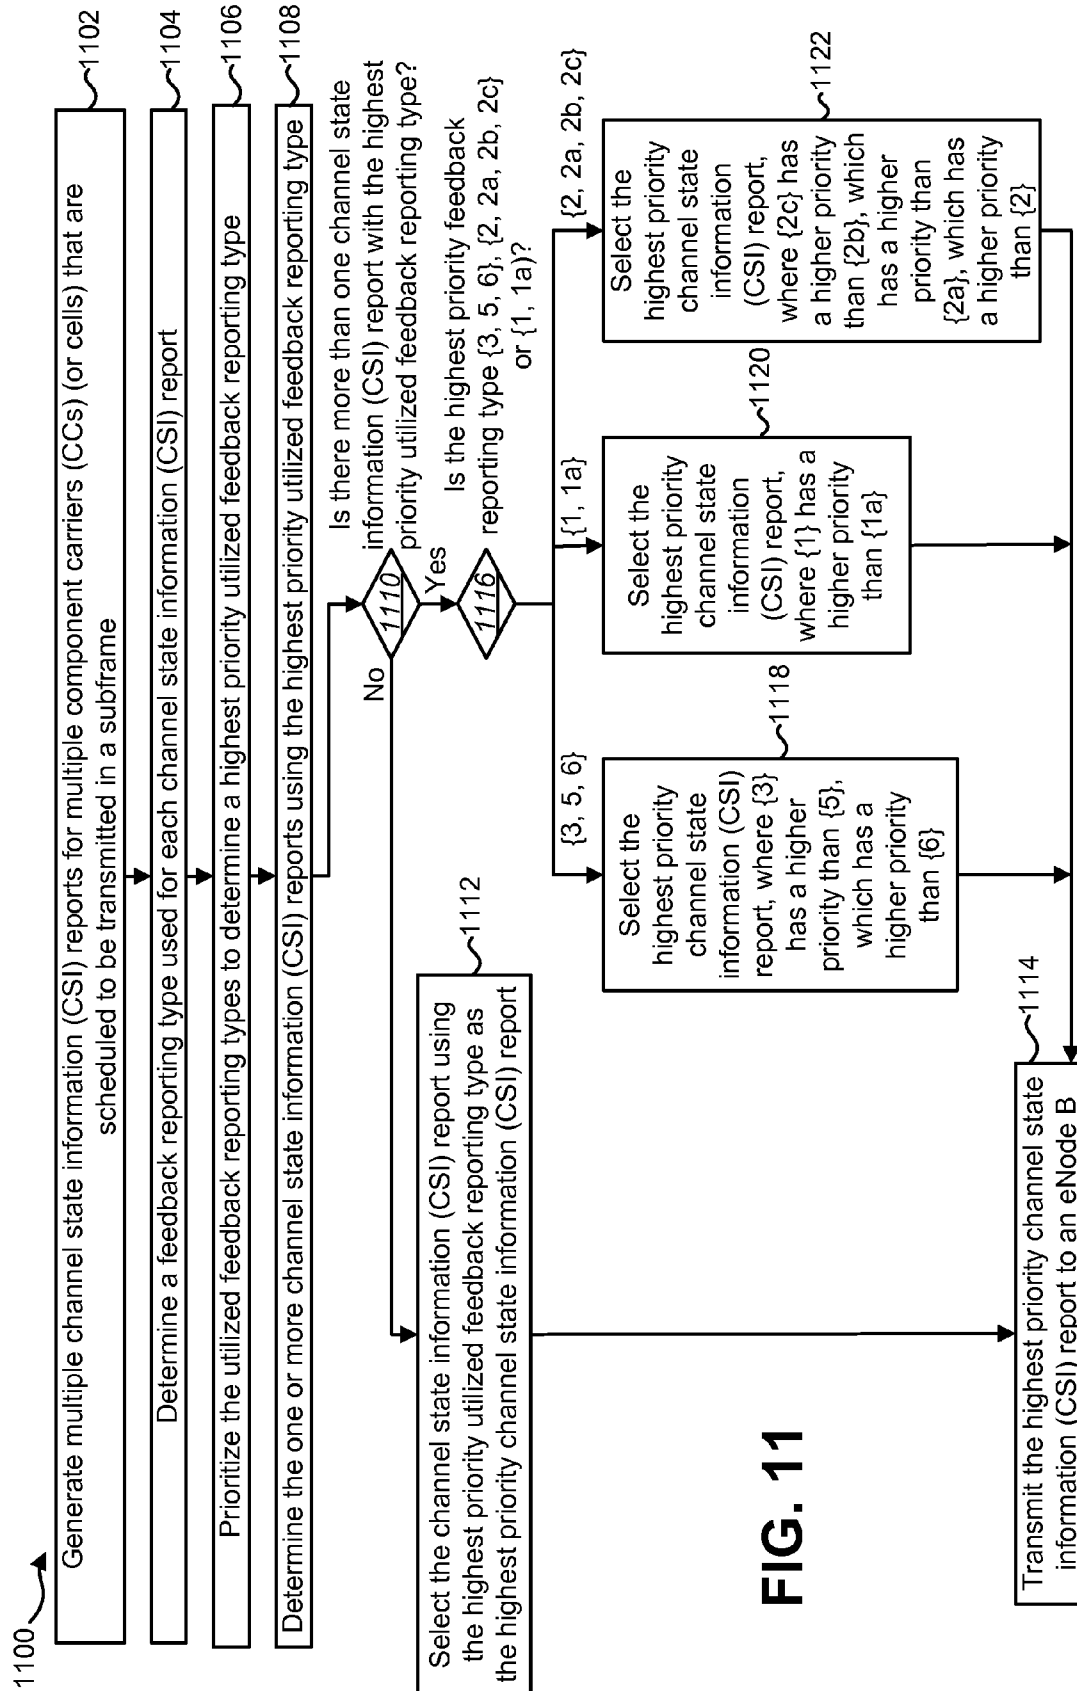 1100
Generate multiple channel state information (CSI) reports for multiple component carriers (CCs) (or cells) that are
scheduled to be transmitted in a subframe
1102
Determine a feedback reporting type used for each channel state information (CSI) report
1104
Prioritize the utilized feedback reporting types to determine a highest priority utilized feedback reporting type
1106
Determine the one or more channel state information (CSI) reports using the highest priority utilized feedback reporting type
1108
Is there more than one channel state
information (CSI) report with the highest
priority utilized feedback reporting type?
1110
No
Yes
Is the highest priority feedback
reporting type {3, 5, 6}, {2, 2a, 2b, 2c}
or {1, 1a)?
1116
Select the channel state information (CSI) report using
the highest priority utilized feedback reporting type as
the highest priority channel state information (CSI) report
1112
{3, 5, 6}
Select the
highest priority
channel state
information (CSI)
report, where {3}
has a higher
priority than {5},
which has a
higher priority
than {6}
1118
{1, 1a}
Select the
highest priority
channel state
information
(CSI) report,
where {1} has a
higher priority
than {1a}
1120
{2, 2a, 2b, 2c}
Select the
highest priority
channel state
information
(CSI) report,
where {2c} has
a higher priority
than {2b}, which
has a higher
priority than
{2a}, which has
a higher priority
than {2}
1122
Transmit the highest priority channel state
information (CSI) report to an eNode B
1114
FIG. 11